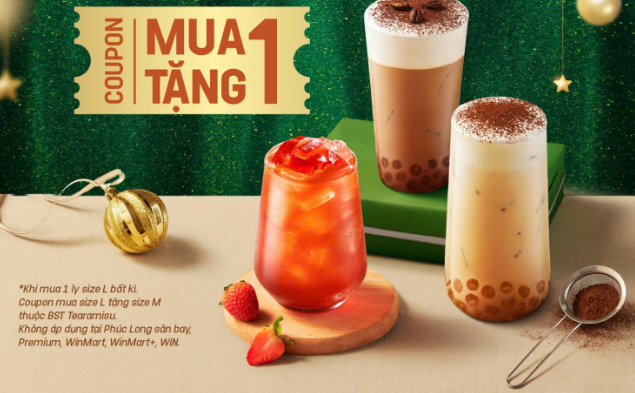 COUPON
MUA 1
TẶNG
*Khi mua 1 ly size L bất kì.
Coupon mua size L tặng size M
thuộc BST Tearamisu.
Không áp dụng tại Phúc Long sân bay,
Premium, WinMart, WinMart+, WiN.